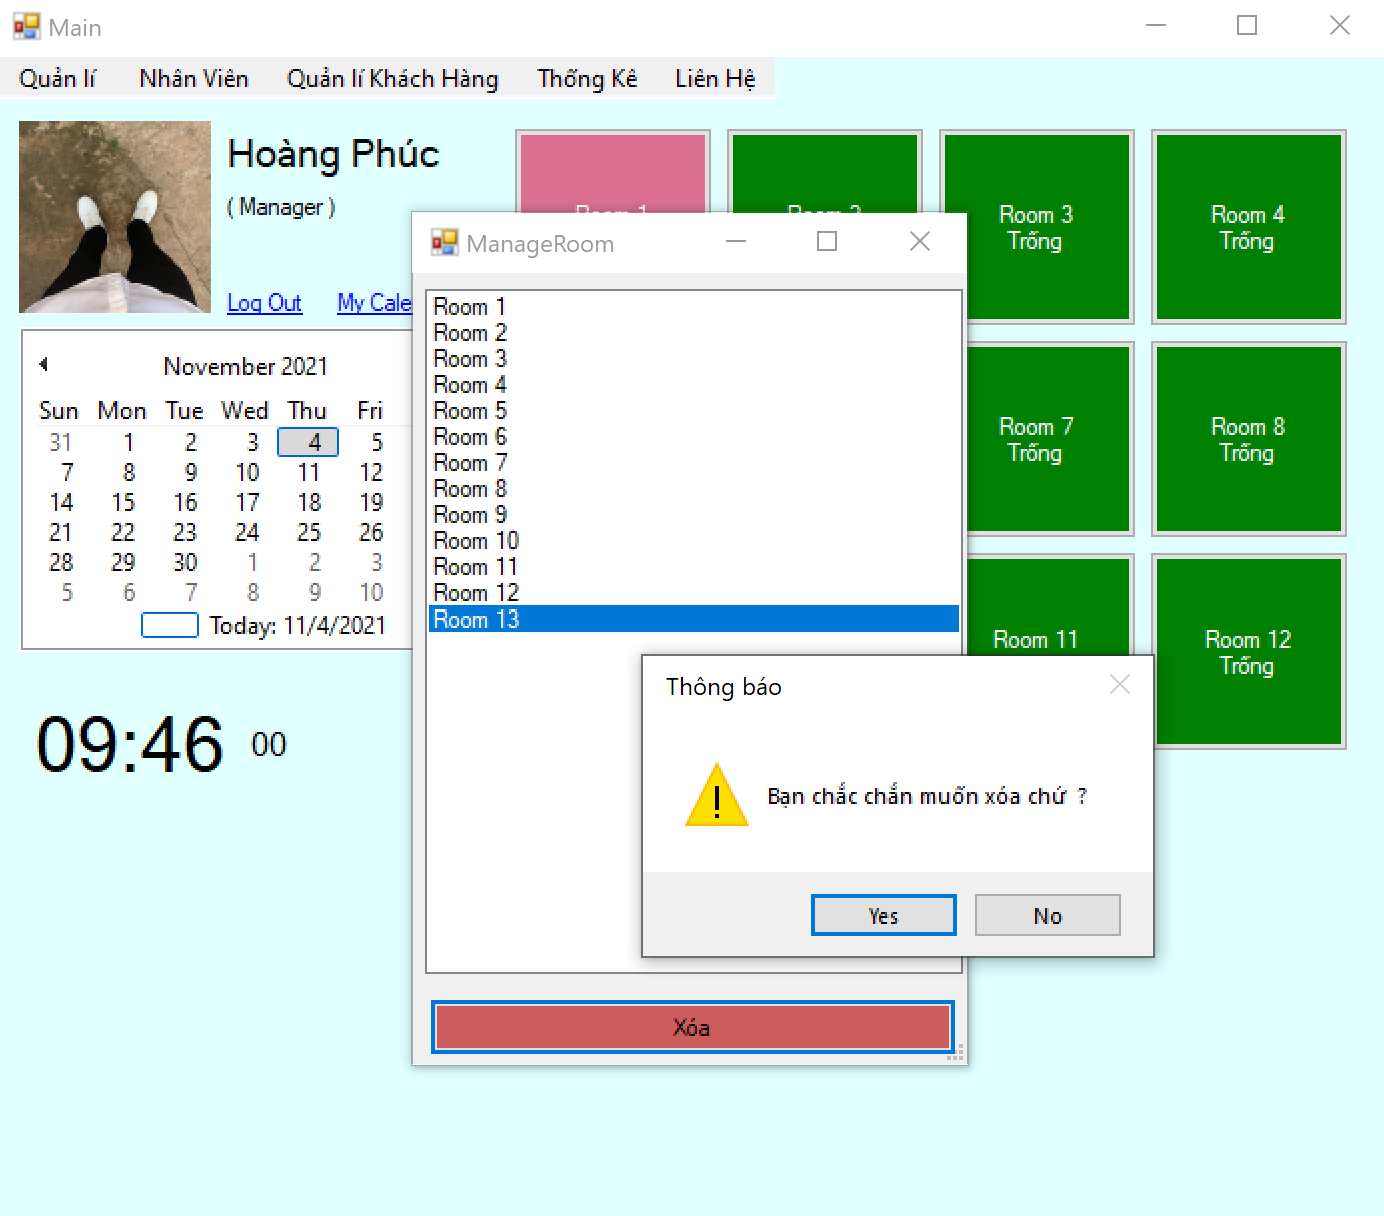 Main
Quản lí Nhân Viên Quản lí Khách Hàng Thống Kê Liên Hệ
Hoàng Phúc
( Manager )
Log Out My Cale
November 2021
Sun Mon Tue Wed Thu Fri
31 1 2 3 4 5
7 8 9 10 11 12
14 15 16 17 18 19
21 22 23 24 25 26
28 29 30 1 2 3
5 6 7 8 9 10
Today: 11/4/2021
09:46 00
Room 3
Trống
Room 4
Trống
Room 7
Trống
Room 8
Trống
Room 11
Room 12
Trống
ManageRoom
Room 1
Room 2
Room 3
Room 4
Room 5
Room 6
Room 7
Room 8
Room 9
Room 10
Room 11
Room 12
Room 13
Xóa
Thông báo
Bạn chắc chắn muốn xóa chứ ?
Yes No